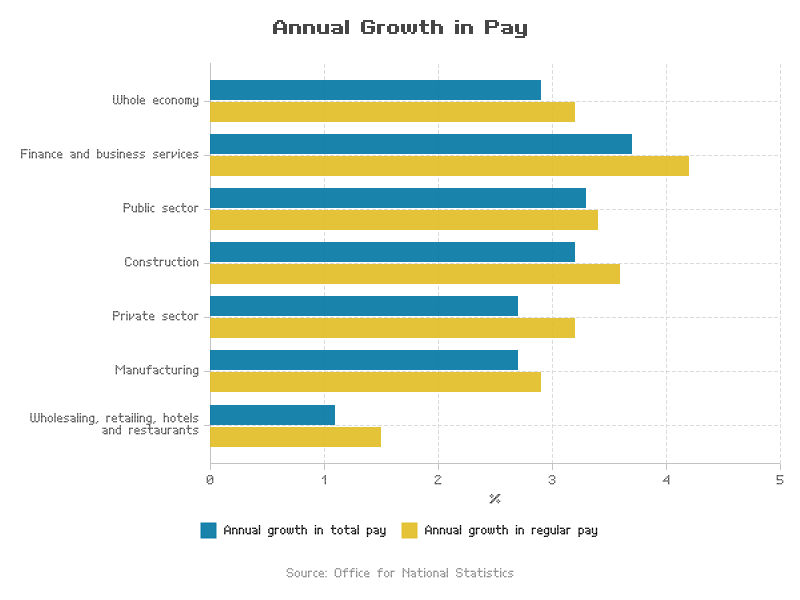 Annual Growth in Pay
Whole economy
Finance and business services
Public sector
Construction
Private sector
Manufacturing
Wholesaling, retailing, hotels
and restaurants
0 1 2 3 4 5
%
Annual growth in total pay Annual growth in regular pay
Source: Office for National Statistics